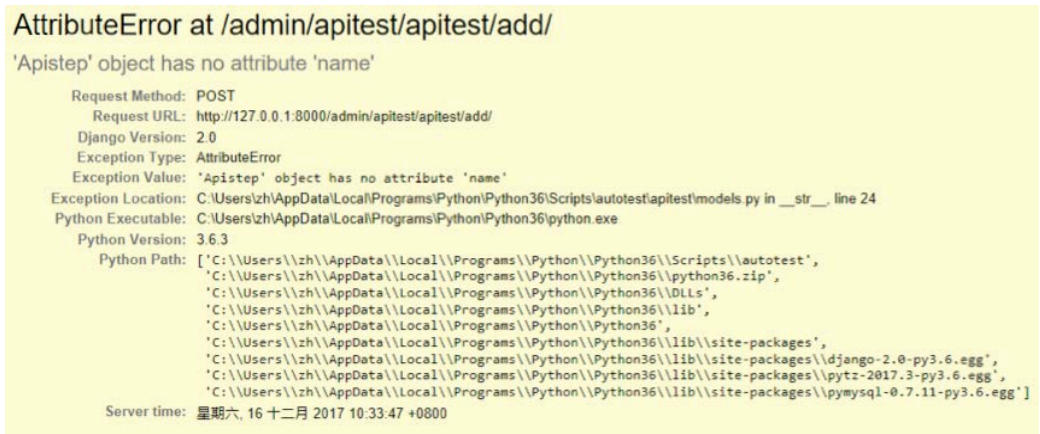 AttributeError at /admin/apitest/apitest/add/
'Apistep' object has no attribute 'name'
Request Method: POST
Request URL: http://127.0.0.1:8000/admin/apitest/apitest/add/
Django Version: 2.0
Exception Type: AttributeError
Exception Value: 'Apistep' object has no attribute 'name'
Exception Location: C:\Users\zh\AppData\Local\Programs\Python\Python36\Scripts\autotest\apitest\models.py in __str__, line 24
Python Executable: C:\Users\zh\AppData\Local\Programs\Python\Python36\python.exe
Python Version: 3.6.3
Python Path: ['C:\\Users\\zh\\AppData\\Local\\Programs\\Python\\Python36\\Scripts\\autotest',
'C:\\Users\\zh\\AppData\\Local\\Programs\\Python\\Python36\\python36.zip',
'C:\\Users\\zh\\AppData\\Local\\Programs\\Python\\Python36\\DLLs',
'C:\\Users\\zh\\AppData\\Local\\Programs\\Python\\Python36\\lib',
'C:\\Users\\zh\\AppData\\Local\\Programs\\Python\\Python36',
'C:\\Users\\zh\\AppData\\Local\\Programs\\Python\\Python36\\lib\\site-packages',
'C:\\Users\\zh\\AppData\\Local\\Programs\\Python\\Python36\\lib\\site-packages\\django-2.0-py3.6.egg',
'C:\\Users\\zh\\AppData\\Local\\Programs\\Python\\Python36\\lib\\site-packages\\pytz-2017.3-py3.6.egg',
'C:\\Users\\zh\\AppData\\Local\\Programs\\Python\\Python36\\lib\\site-packages\\pymysql-0.7.11-py3.6.egg']
Server time: 星期六, 16 十二月 2017 10:33:47 +0800